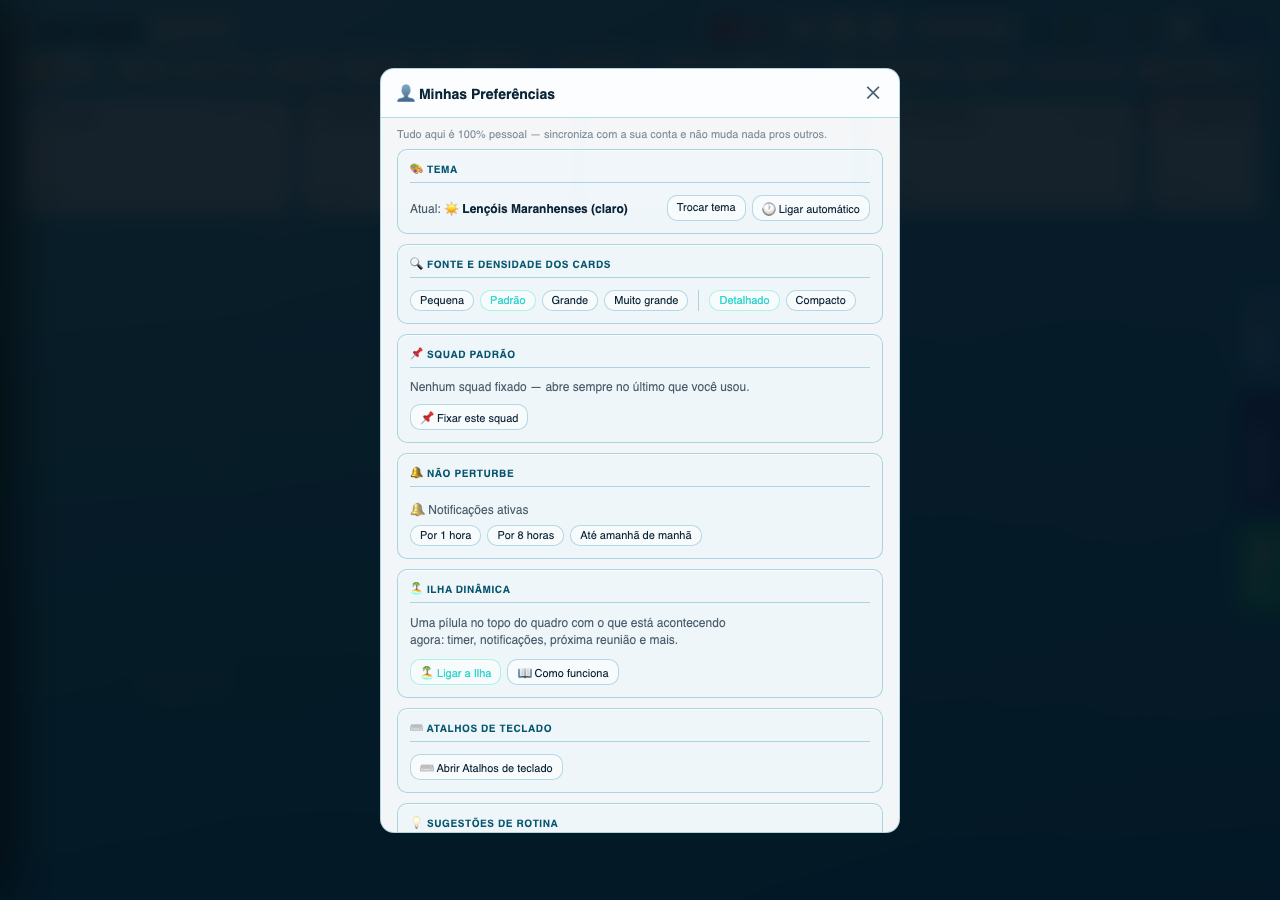 Minhas Preferências
Tudo aqui é 100% pessoal — sincroniza com a sua conta e não muda nada pros outros.
TEMA
Atual: Lençóis Maranhenses (claro) Trocar tema Ligar automático
FONTE E DENSIDADE DOS CARDS
Pequena Padrão Grande Muito grande Detalhado Compacto
SQUAD PADRÃO
Nenhum squad fixado — abre sempre no último que você usou.
Fixar este squad
NÃO PERTURBE
Notificações ativas
Por 1 hora Por 8 horas Até amanhã de manhã
ILHA DINÂMICA
Uma pílula no topo do quadro com o que está acontecendo
agora: timer, notificações, próxima reunião e mais.
Ligar a Ilha Como funciona
ATALHOS DE TECLADO
Abrir Atalhos de teclado
SUGESTÕES DE ROTINA